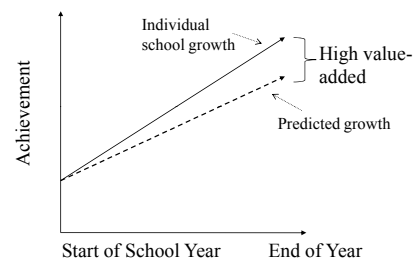 Individual
school growth
High value-
added
Achievement
Predicted growth
Start of School Year
End of Year